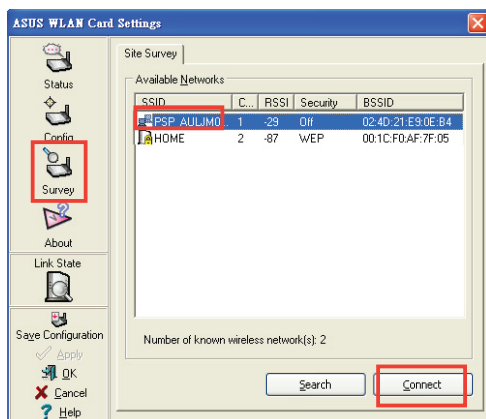 ASUS WLAN Card Settings
Status
Config
Survey
About
Link State
Save Configuration
Apply
OK
Cancel
Help
Site Survey
Available Networks
SSID C... RSSI Security BSSID
PSP_AULJM0... 1 -29 Off 02:4D:21:E9:0E:B4
HOME 2 -87 WEP 00:1C:F0:AF:7F:05
Number of known wireless network(s): 2
Search Connect